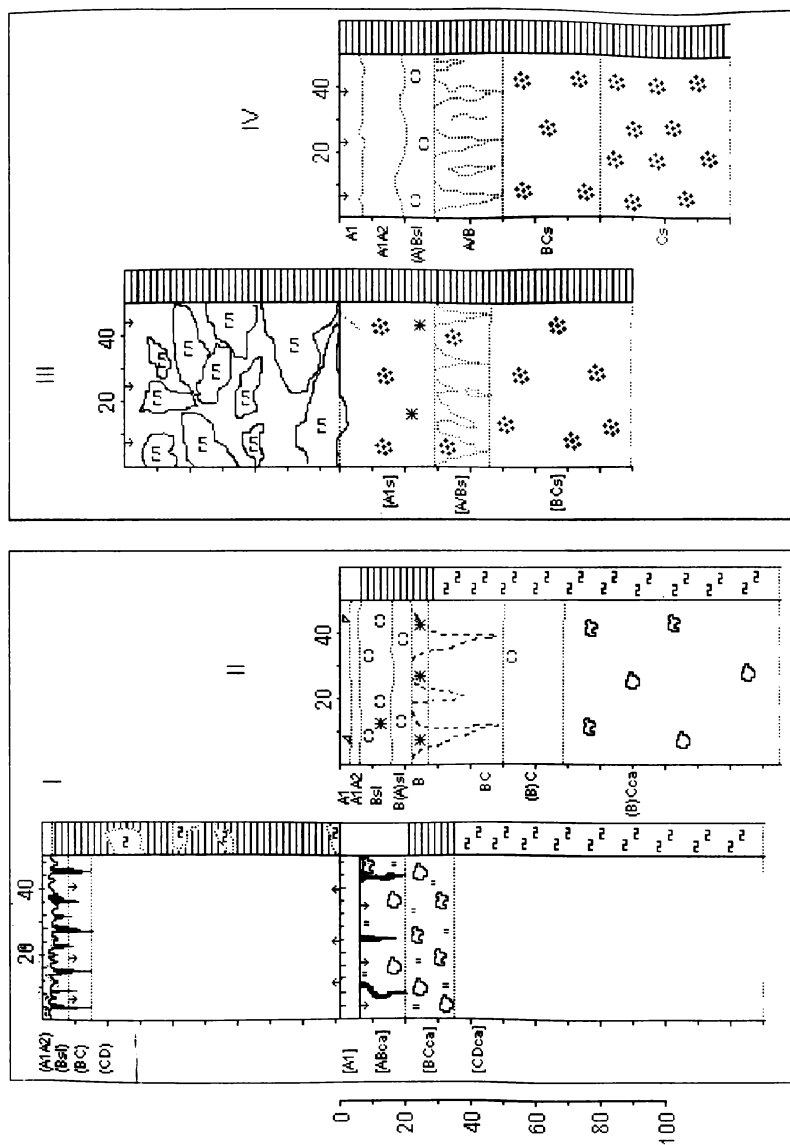 I
20
40
(A1A2)
(Bsl)
(BC)
(CD)
[A1]
[ABca]
[BCca]
[CDca]
0
20
40
60
80
100
II
20
40
A1
A1A2
Bsl
B(A)sl
B
BC
(B)C
(B)Cca
III
20
40
[A1s]
[A/Bs]
[BCs]
IV
20
40
A1
A1A2
(A)Bsl
A/B
BCs
Cs